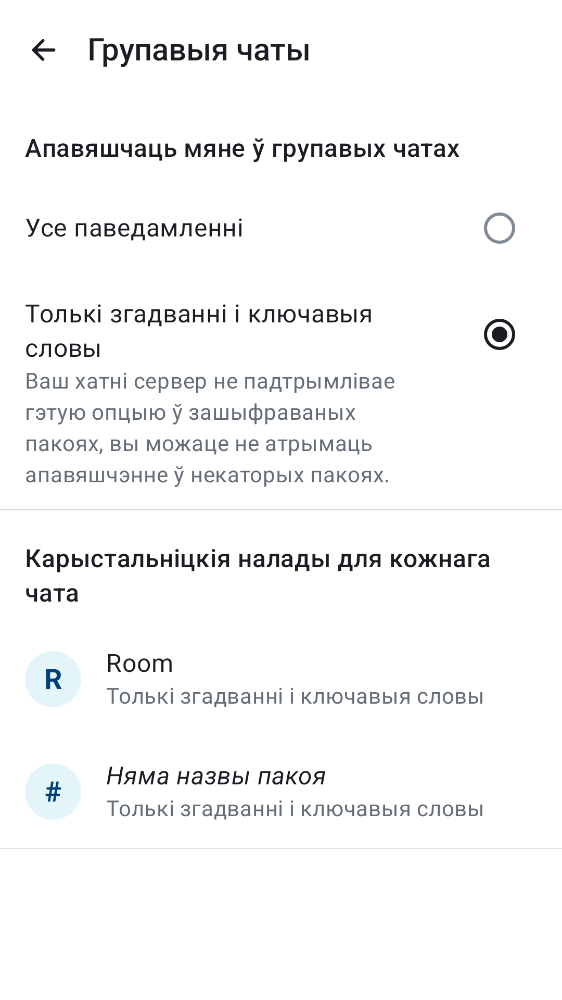 Групавыя чаты
Апавяшчаць мяне ў групавых чатах
Усе паведамленні
Толькі згадванні і ключавыя
словы
Ваш хатні сервер не падтрымлівае
гэтую опцыю ў зашыфраваных
пакоях, вы можаце не атрымаць
апавяшчэнне ў некаторых пакоях.
Карыстальніцкія налады для кожнага
чата
R
Room
Толькі згадванні і ключавыя словы
#
Няма назвы пакоя
Толькі згадванні і ключавыя словы